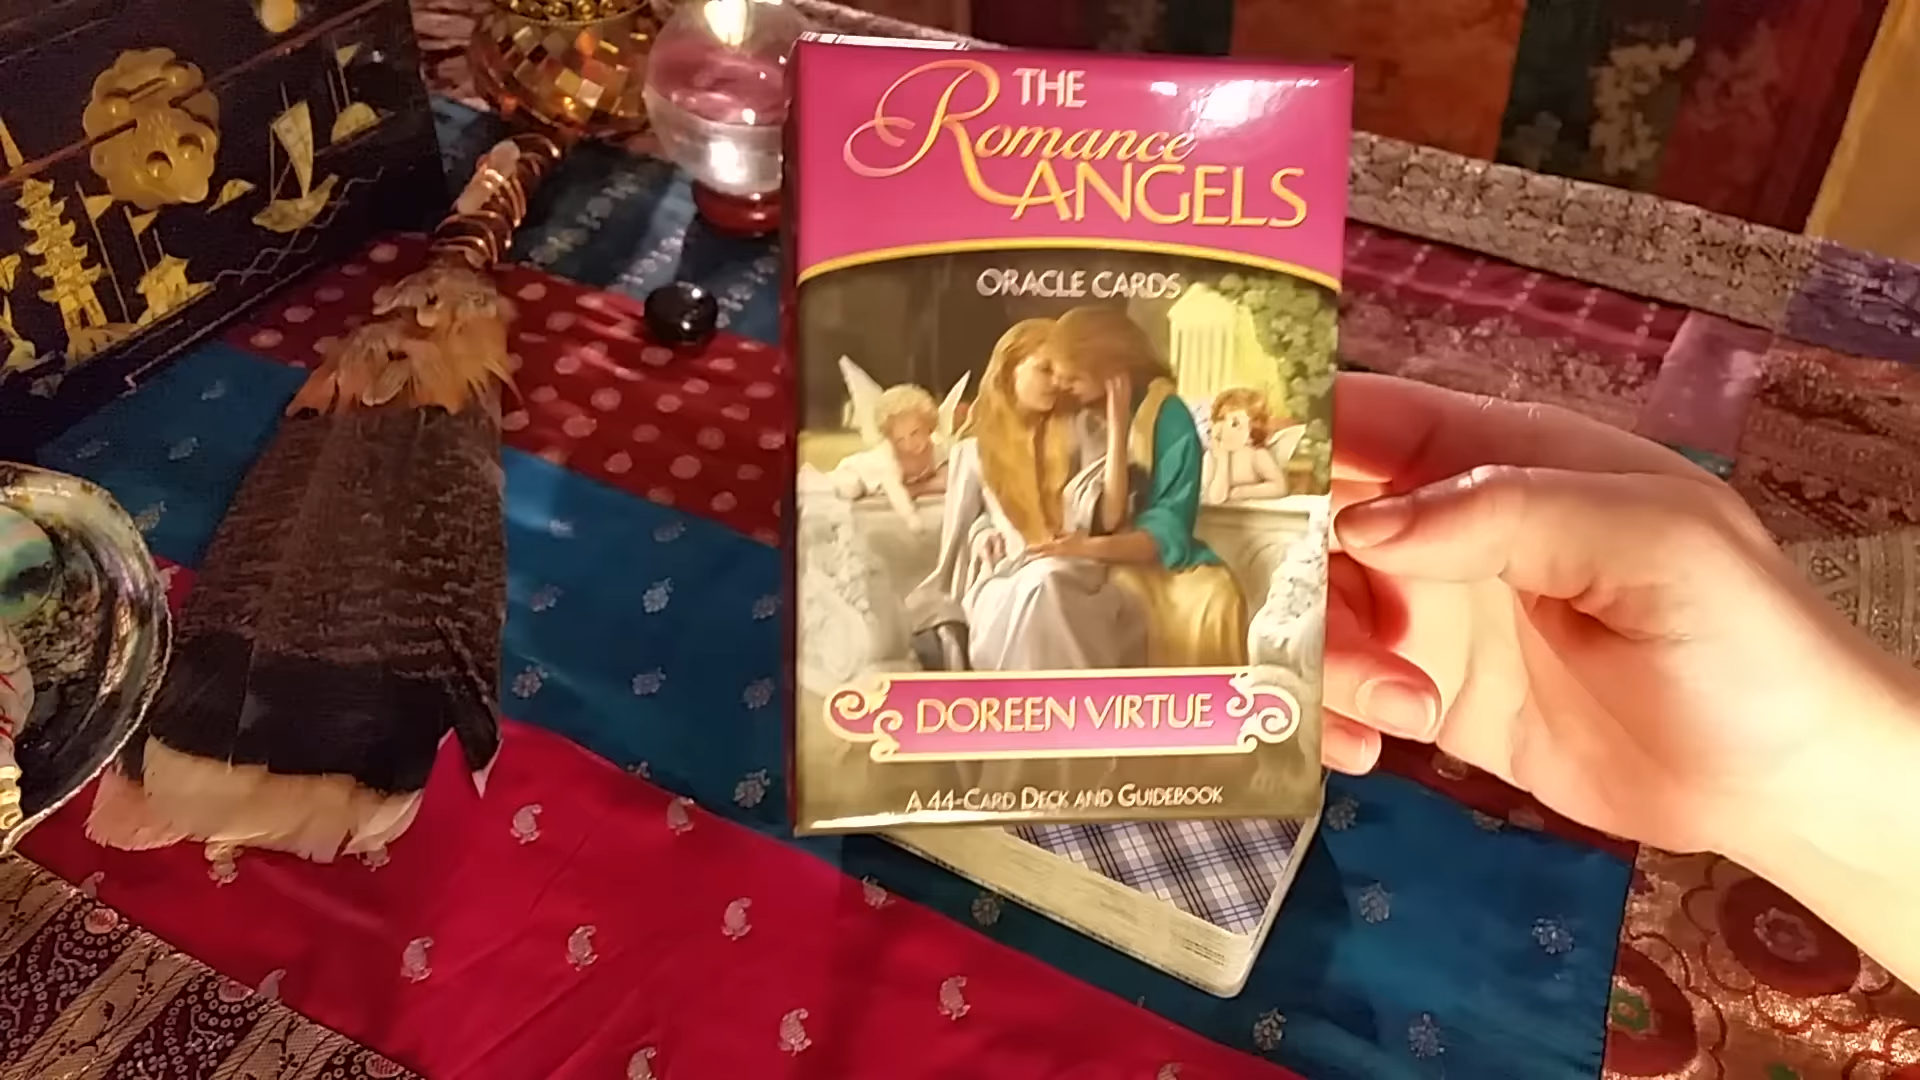 THE
Romance
ANGELS
ORACLE CARDS
DOREEN VIRTUE
A 44-CARD DECK AND GUIDEBOOK